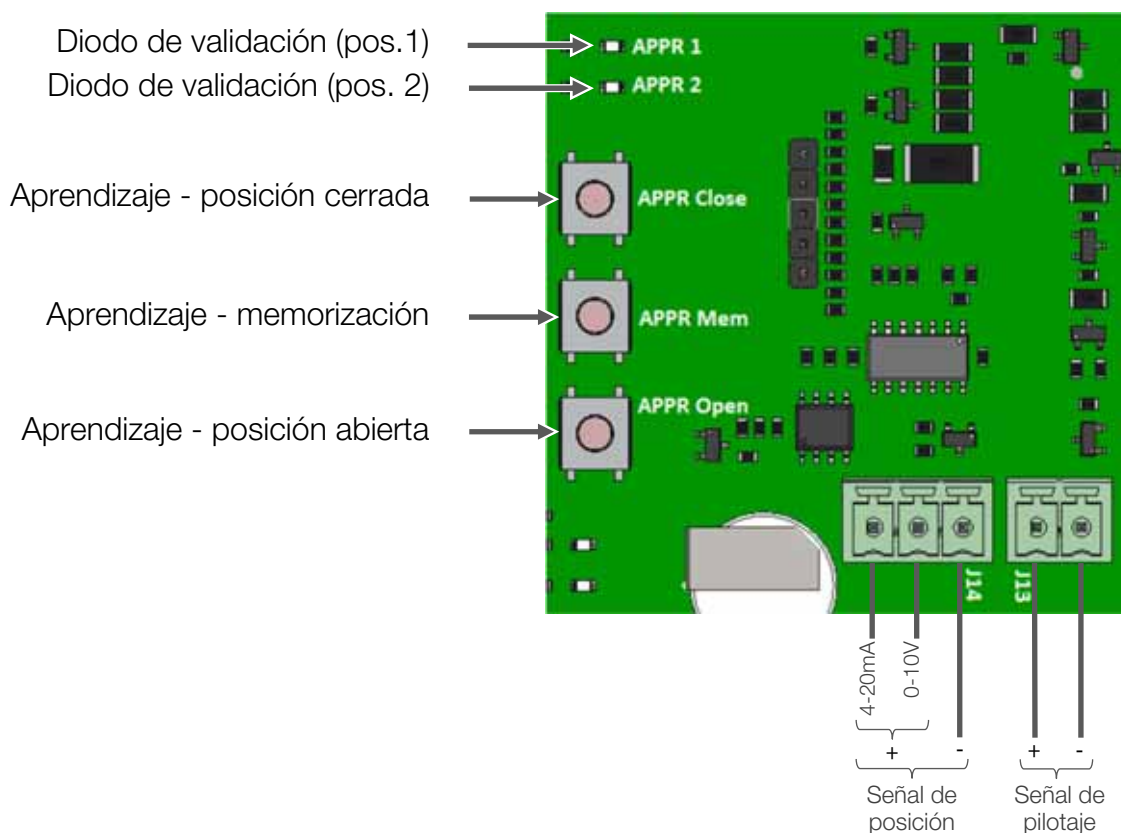 Diodo de validación (pos.1)
APPR 1
Diodo de validación (pos. 2)
APPR 2
Aprendizaje - posición cerrada
APPR Close
Aprendizaje - memorización
APPR Mem
Aprendizaje - posición abierta
APPR Open
J14
J13
4-20mA
0-10V
+
-
+
-
Señal de
posición
Señal de
pilotaje